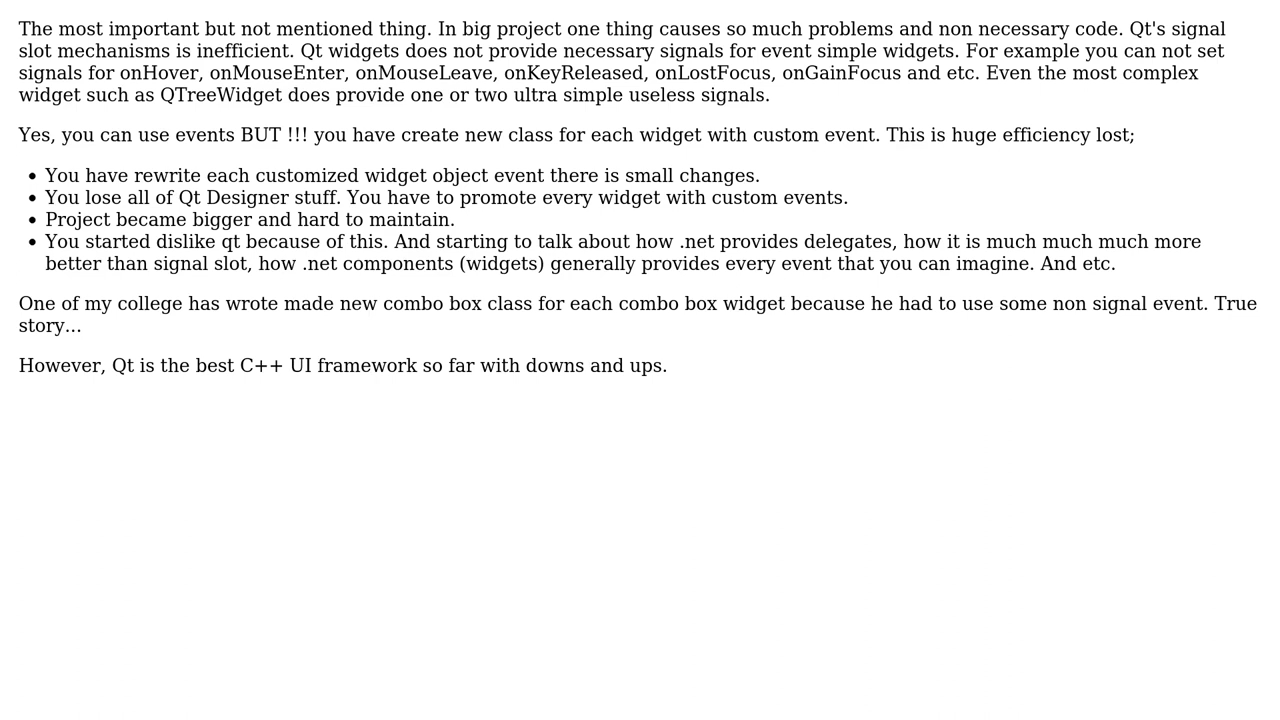 The most important but not mentioned thing. In big project one thing causes so much problems and non necessary code. Qt's signal
slot mechanisms is inefficient. Qt widgets does not provide necessary signals for event simple widgets. For example you can not set
signals for onHover, onMouseEnter, onMouseLeave, onKeyReleased, onLostFocus, onGainFocus and etc. Even the most complex
widget such as QTreeWidget does provide one or two ultra simple useless signals.
Yes, you can use events BUT !!! you have create new class for each widget with custom event. This is huge efficiency lost;
• You have rewrite each customized widget object event there is small changes.
• You lose all of Qt Designer stuff. You have to promote every widget with custom events.
• Project became bigger and hard to maintain.
• You started dislike qt because of this. And starting to talk about how .net provides delegates, how it is much much much more
better than signal slot, how .net components (widgets) generally provides every event that you can imagine. And etc.
One of my college has wrote made new combo box class for each combo box widget because he had to use some non signal event. True
story...
However, Qt is the best C++ UI framework so far with downs and ups.